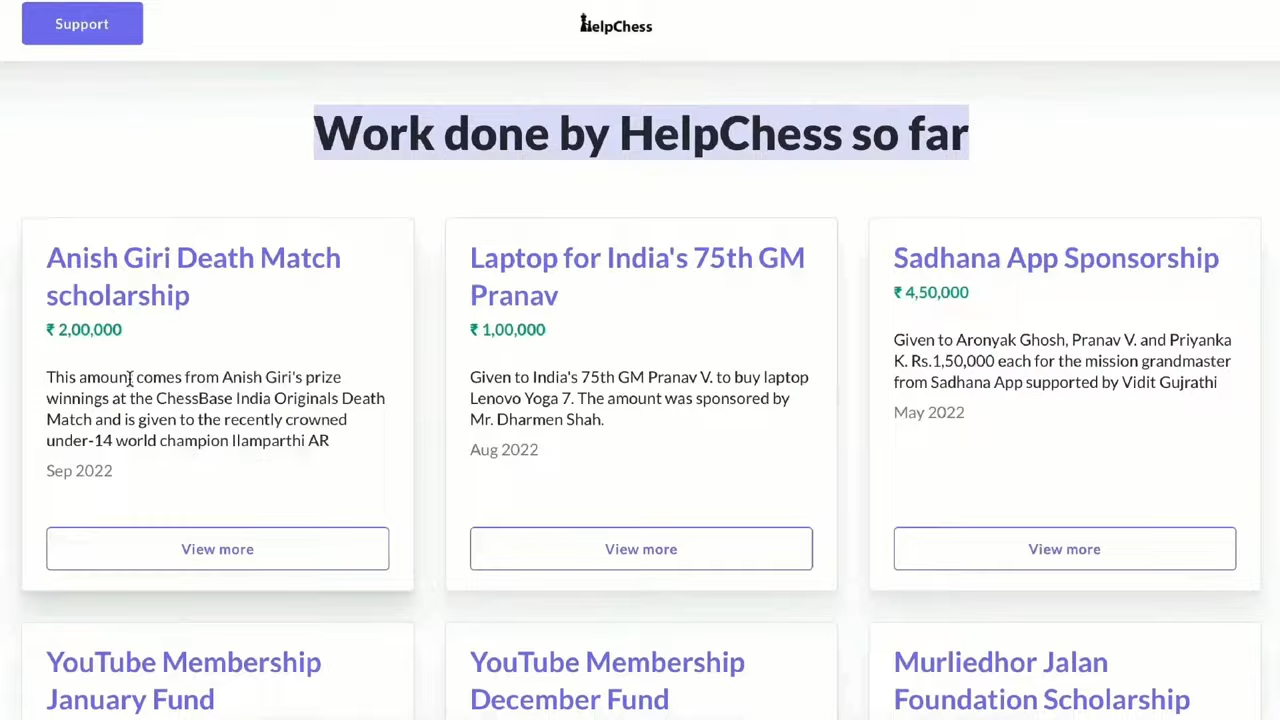 Support
HelpChess
Work done by HelpChess so far
Anish Giri Death Match
scholarship
₹ 2,00,000
This amount comes from Anish Giri's prize
winnings at the ChessBase India Originals Death
Match and is given to the recently crowned
under-14 world champion Ilamparthi AR
Sep 2022
View more
Laptop for India's 75th GM
Pranav
₹ 1,00,000
Given to India's 75th GM Pranav V. to buy laptop
Lenovo Yoga 7. The amount was sponsored by
Mr. Dharmen Shah.
Aug 2022
View more
Sadhana App Sponsorship
₹ 4,50,000
Given to Aronyak Ghosh, Pranav V. and Priyanka
K. Rs.1,50,000 each for the mission grandmaster
from Sadhana App supported by Vidit Gujrathi
May 2022
View more
YouTube Membership
January Fund
YouTube Membership
December Fund
Murliedhor Jalan
Foundation Scholarship